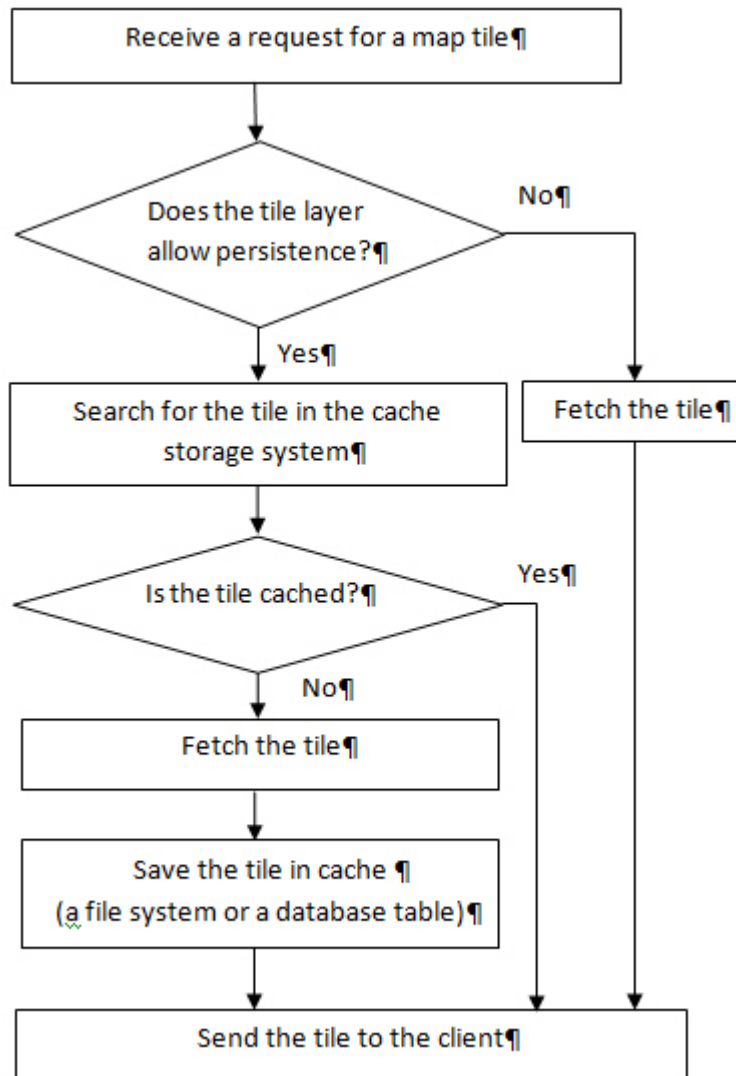 Receive a request for a map tile¶
Does the tile layer
allow persistence?¶
No¶
Yes¶
Search for the tile in the cache
storage system¶
Fetch the tile¶
Is the tile cached?¶
Yes¶
No¶
Fetch the tile¶
Save the tile in cache ¶
(a file system or a database table)¶
Send the tile to the client¶